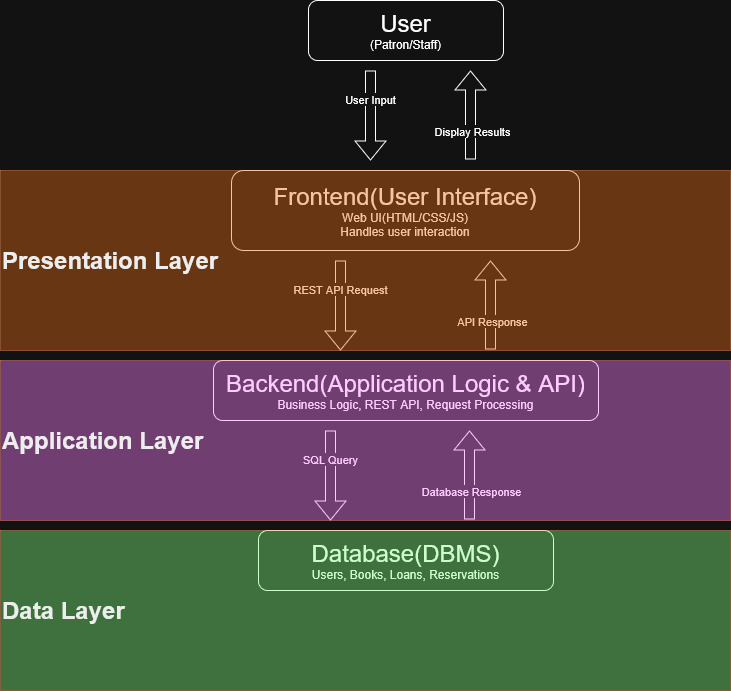 User
(Patron/Staff)
User Input
Display Results
Frontend(User Interface)
Web UI(HTML/CSS/JS)
Handles user interaction
Presentation Layer
REST API Request
API Response
Backend(Application Logic & API)
Business Logic, REST API, Request Processing
Application Layer
SQL Query
Database Response
Database(DBMS)
Users, Books, Loans, Reservations
Data Layer